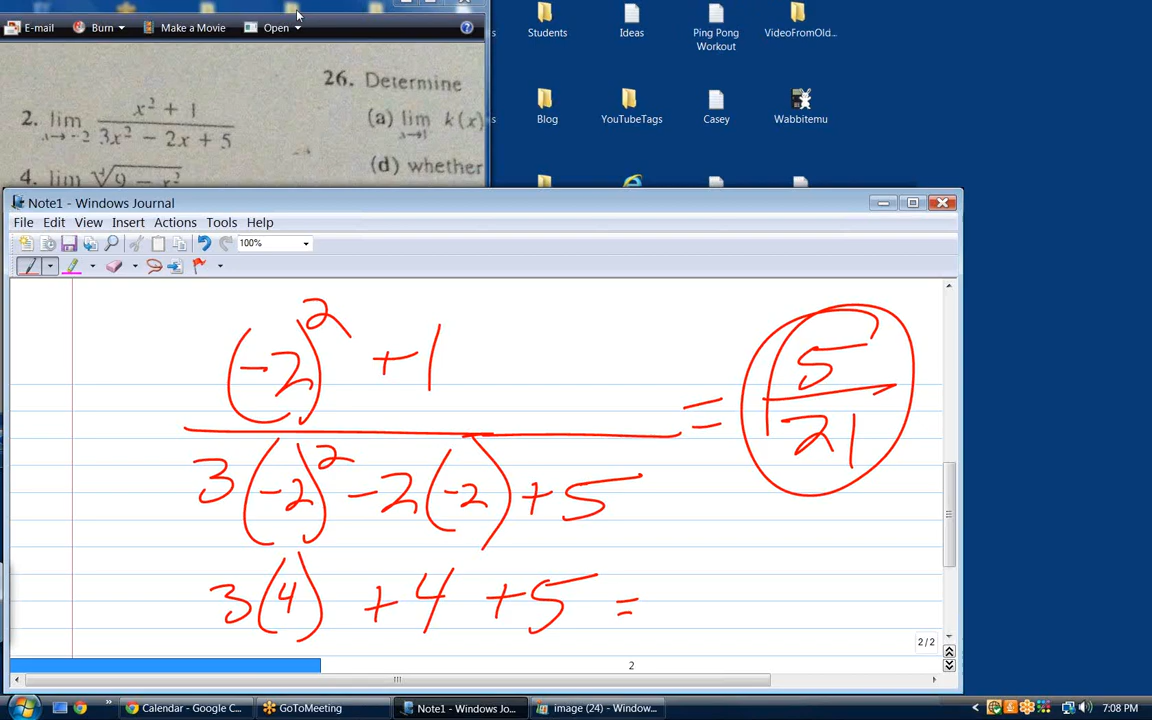 E-mail Burn Make a Movie Open
Students Ideas Ping Pong Workout VideoFromOld...
Blog YouTubeTags Casey Wabbitemu
26. Determine
2. lim x→-2 x² + 1 / 3x² − 2x + 5
(a) lim x→1 k(x)
(d) whether
4. lim ∜9 − x²
Note1 - Windows Journal
File Edit View Insert Actions Tools Help
100%
(-2)² +1
3(-2)² -2(-2) +5
= 5/21
3(4) +4 +5 =
2 / 2
2
Calendar - Google C... GoToMeeting Note1 - Windows Jo... image (24) - Window... 7:08 PM